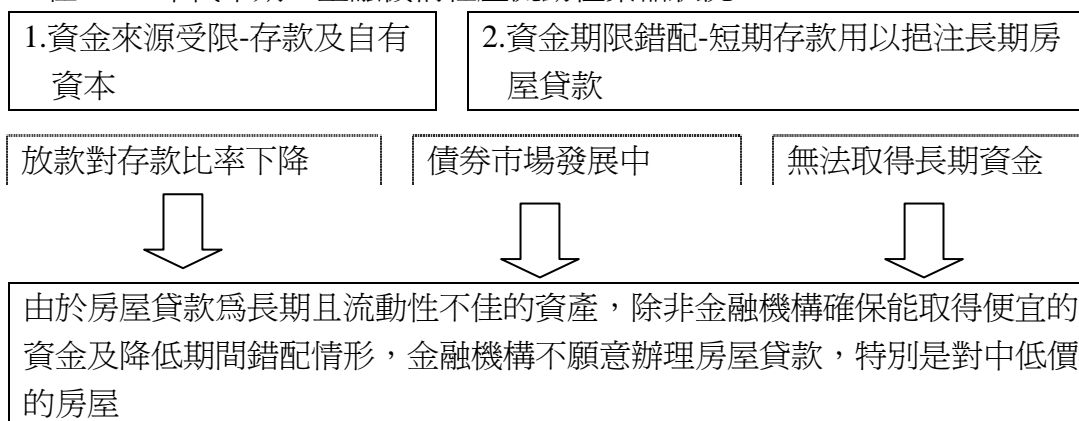 1.資金來源受限-存款及自有
資本
2.資金期限錯配-短期存款用以挹注長期房
屋貸款
放款對存款比率下降
債券市場發展中
無法取得長期資金
由於房屋貸款爲長期且流動性不佳的資產，除非金融機構確保能取得便宜的
資金及降低期間錯配情形，金融機構不願意辦理房屋貸款，特別是對中低價
的房屋